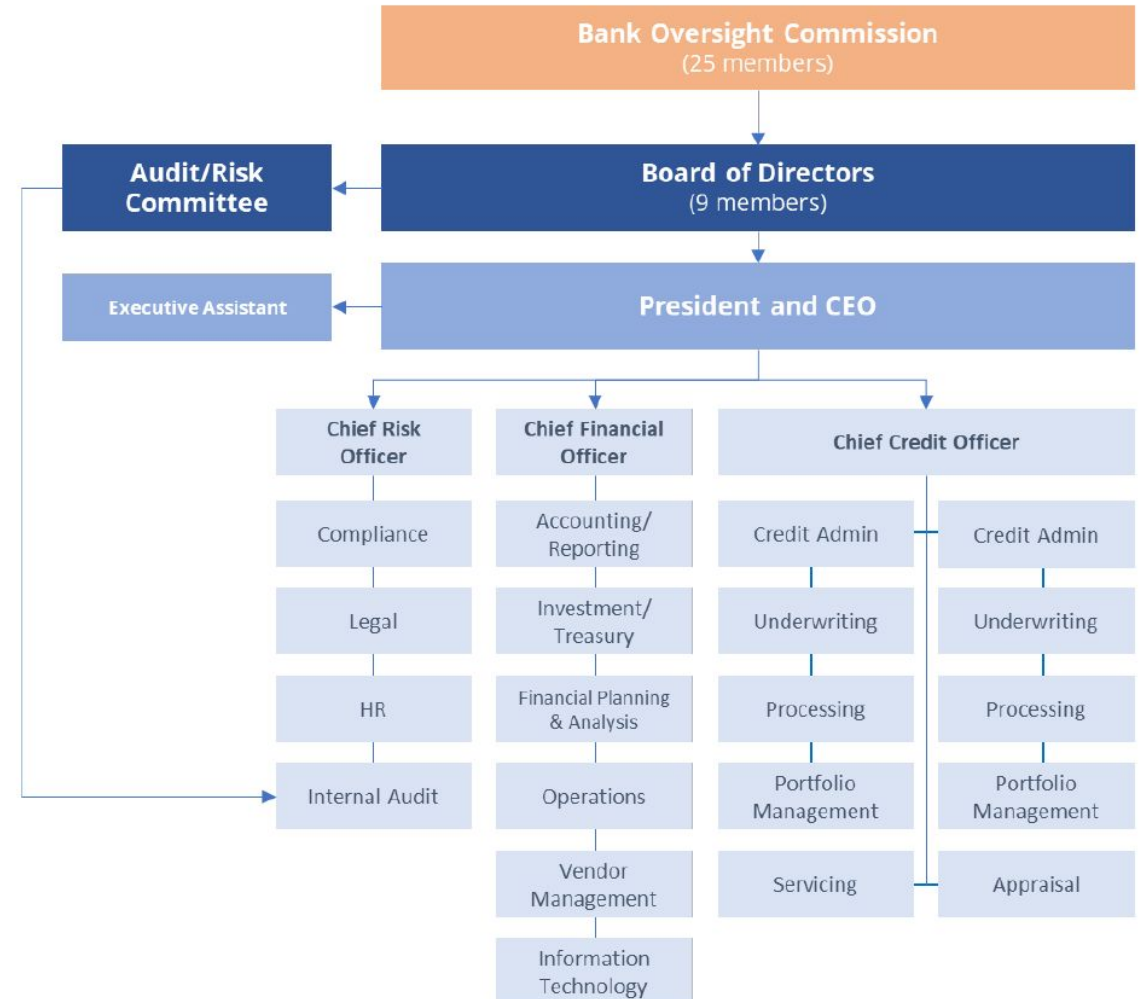 Bank Oversight Commission
(25 members)
Audit/Risk
Committee
Board of Directors
(9 members)
Executive Assistant
President and CEO
Chief Risk
Officer
Chief Financial
Officer
Chief Credit Officer
Compliance
Accounting/
Reporting
Credit Admin
Credit Admin
Legal
Investment/
Treasury
Underwriting
Underwriting
HR
Financial Planning
& Analysis
Processing
Processing
Internal Audit
Operations
Portfolio
Management
Portfolio
Management
Vendor
Management
Servicing
Appraisal
Information
Technology